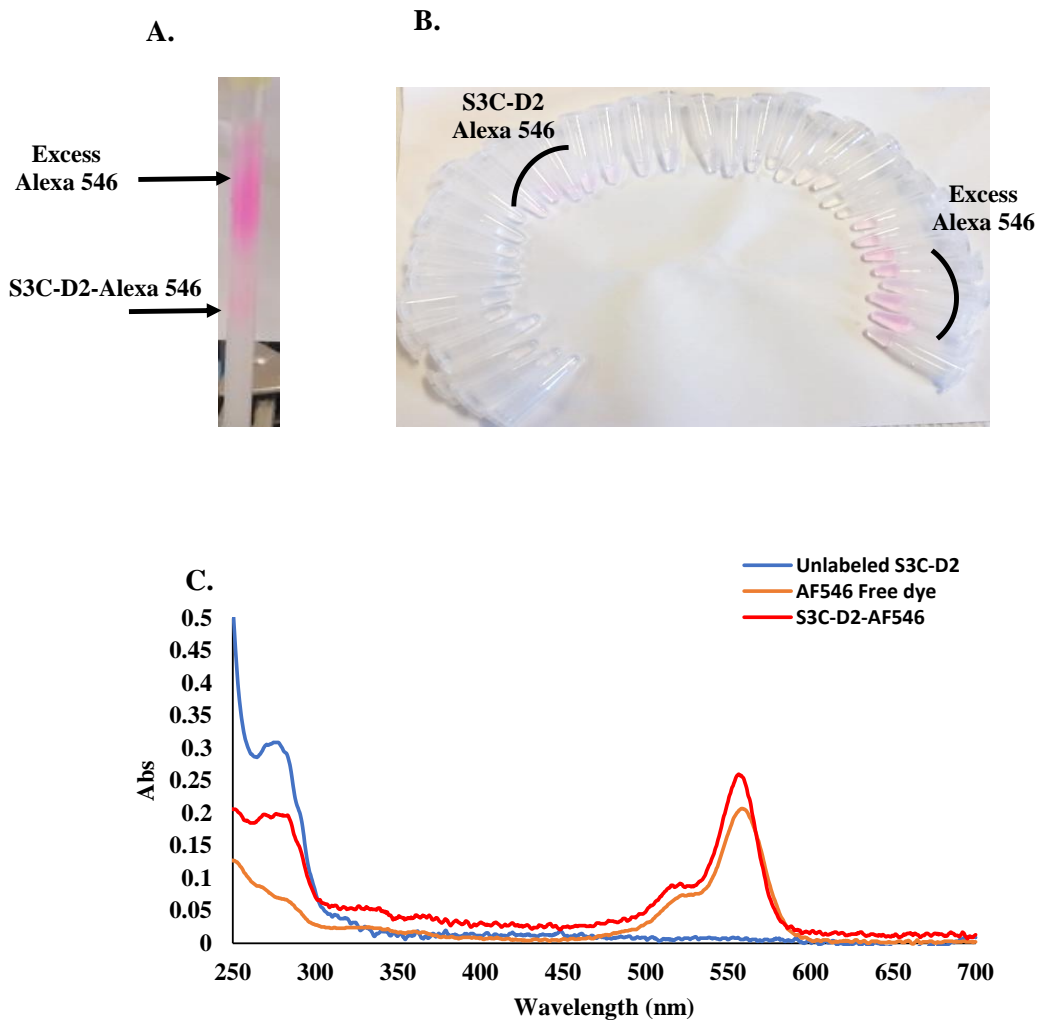 A.
B.
Excess
Alexa 546
S3C-D2-Alexa 546
S3C-D2
Alexa 546
Excess
Alexa 546
C.
Unlabeled S3C-D2
AF546 Free dye
S3C-D2-AF546
0.5
0.45
0.4
0.35
0.3
0.25
0.2
0.15
0.1
0.05
0
Abs
250 300 350 400 450 500 550 600 650 700
Wavelength (nm)